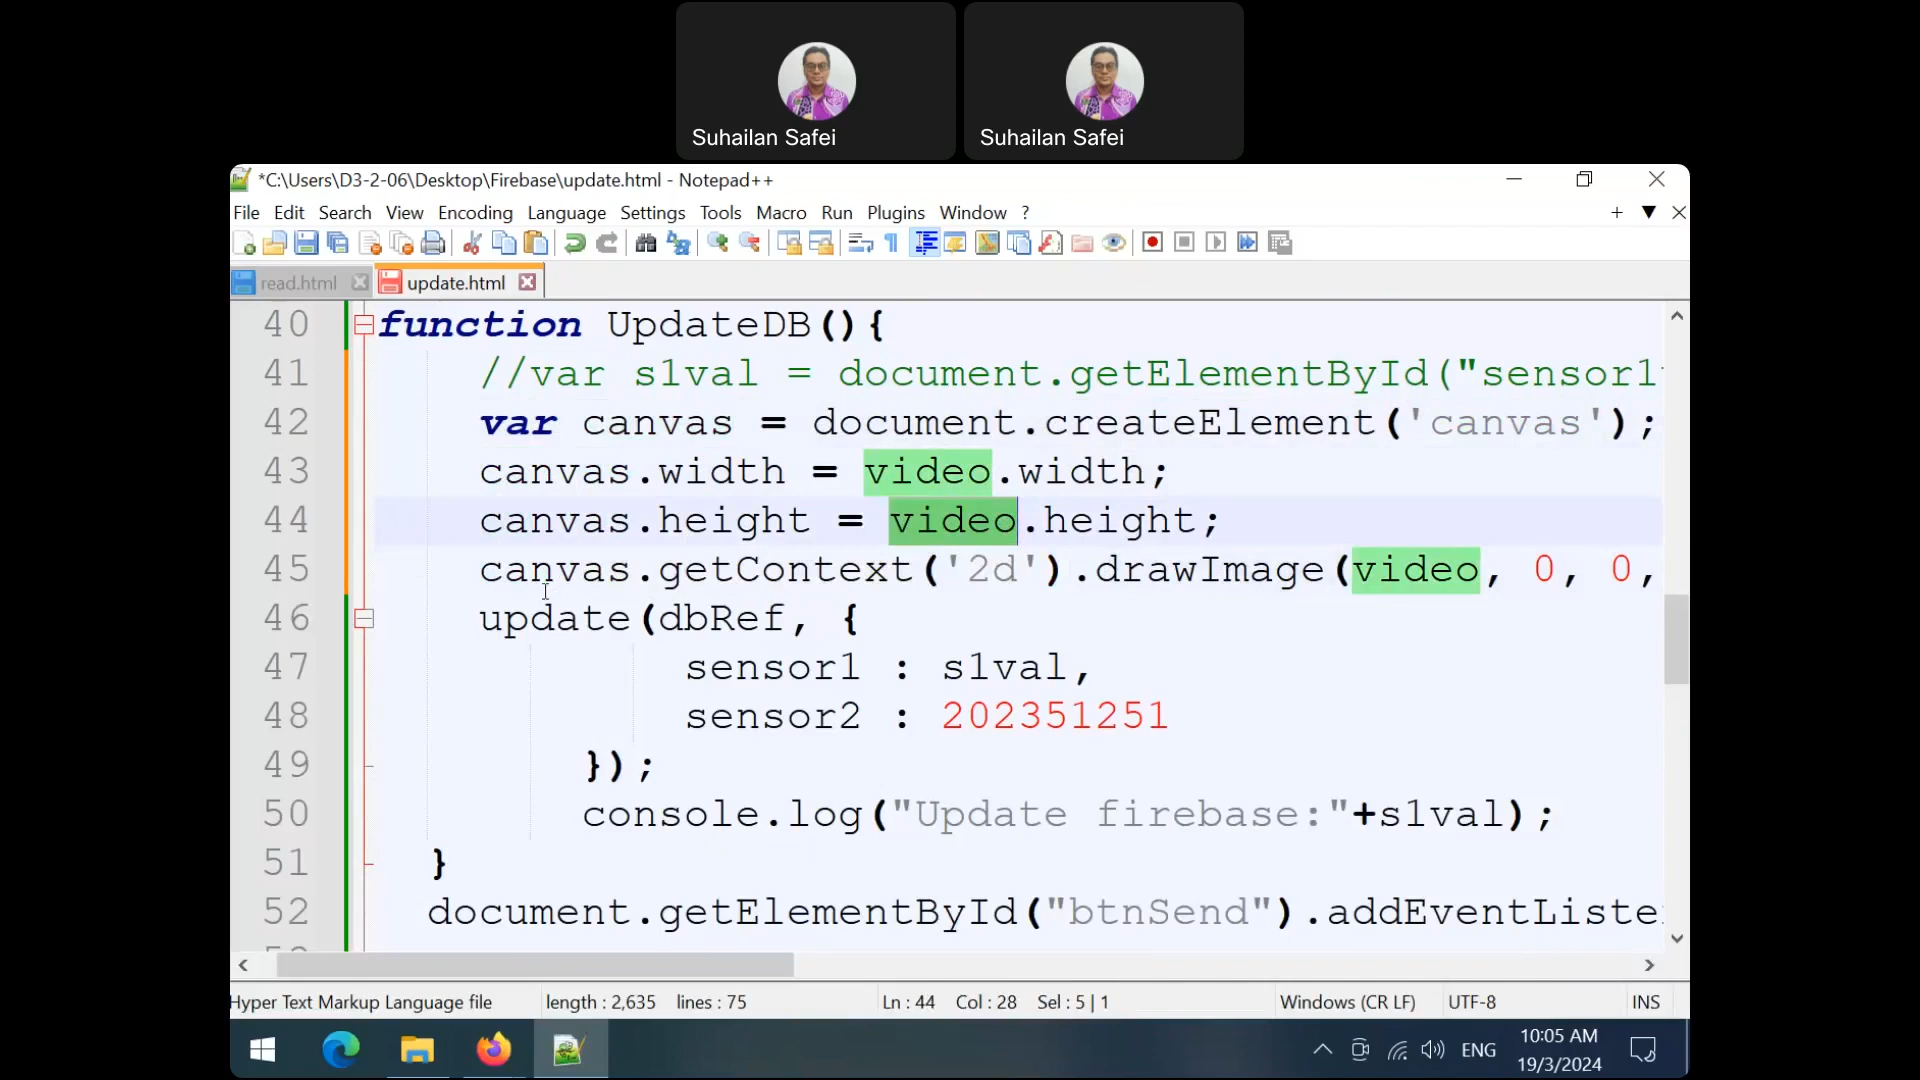 Suhailan Safei
Suhailan Safei
*C:\Users\D3-2-06\Desktop\Firebase\update.html - Notepad++
File Edit Search View Encoding Language Settings Tools Macro Run Plugins Window ?
read.html update.html
40 function UpdateDB(){
41 //var s1val = document.getElementById("sensor1
42 var canvas = document.createElement('canvas');
43 canvas.width = video.width;
44 canvas.height = video.height;
45 canvas.getContext('2d').drawImage(video, 0, 0,
46 update(dbRef, {
47 sensor1 : s1val,
48 sensor2 : 202351251
49 });
50 console.log("Update firebase:"+s1val);
51 }
52 document.getElementById("btnSend").addEventListe
Hyper Text Markup Language file length : 2,635 lines : 75 Ln : 44 Col : 28 Sel : 5 | 1 Windows (CR LF) UTF-8 INS
ENG 10:05 AM
19/3/2024